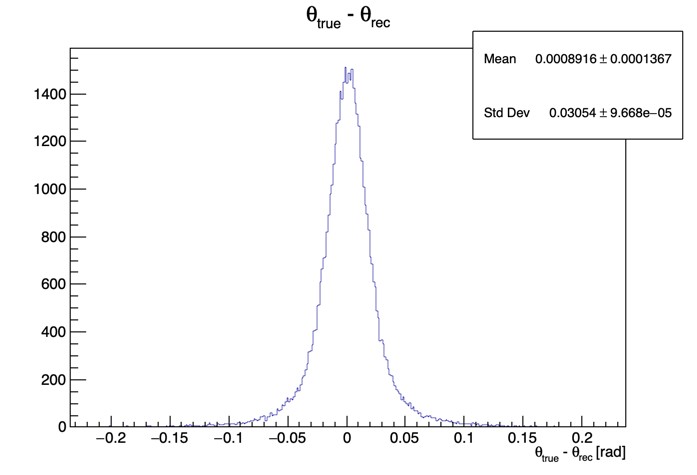 θtrue - θrec
Mean 0.0008916 ± 0.0001367
Std Dev 0.03054 ± 9.668e−05
1400
1200
1000
800
600
400
200
0
−0.2 −0.15 −0.1 −0.05 0 0.05 0.1 0.15 0.2
θtrue - θrec [rad]